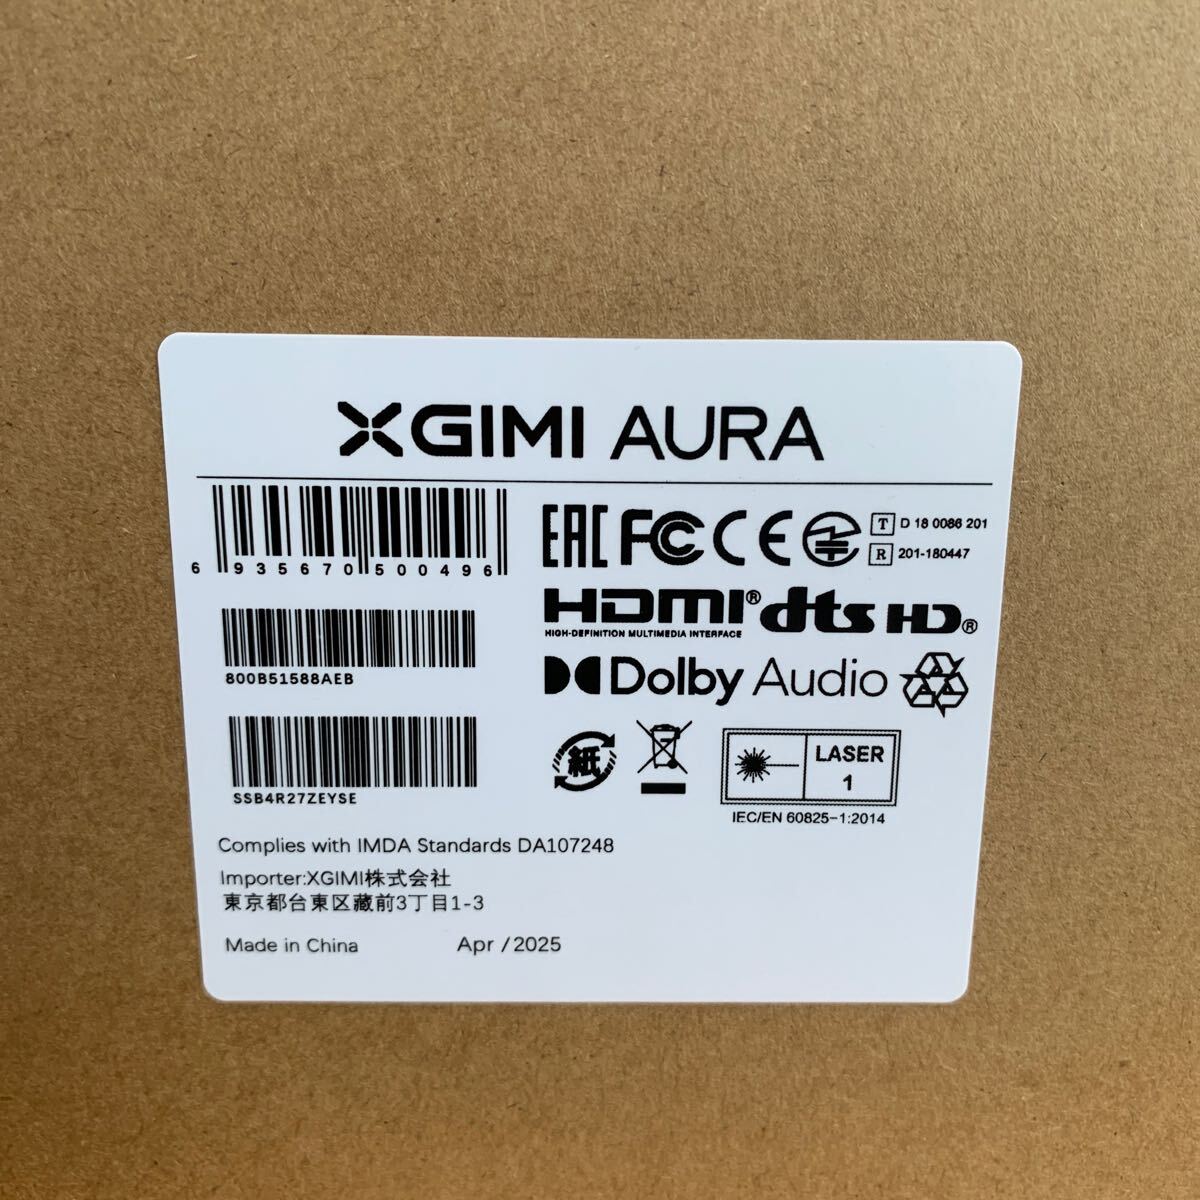 XGIMI AURA
6 935670 500496
800B51588AEB
SSB4R27ZEYSE
EAC FC CE T D 18 0086 201
R 201-180447
HDMI® dts HD®
HIGH-DEFINITION MULTIMEDIA INTERFACE
Dolby Audio
紙
LASER
1
IEC/EN 60825-1:2014
Complies with IMDA Standards DA107248
Importer:XGIMI株式会社
東京都台東区蔵前3丁目1-3
Made in China Apr /2025